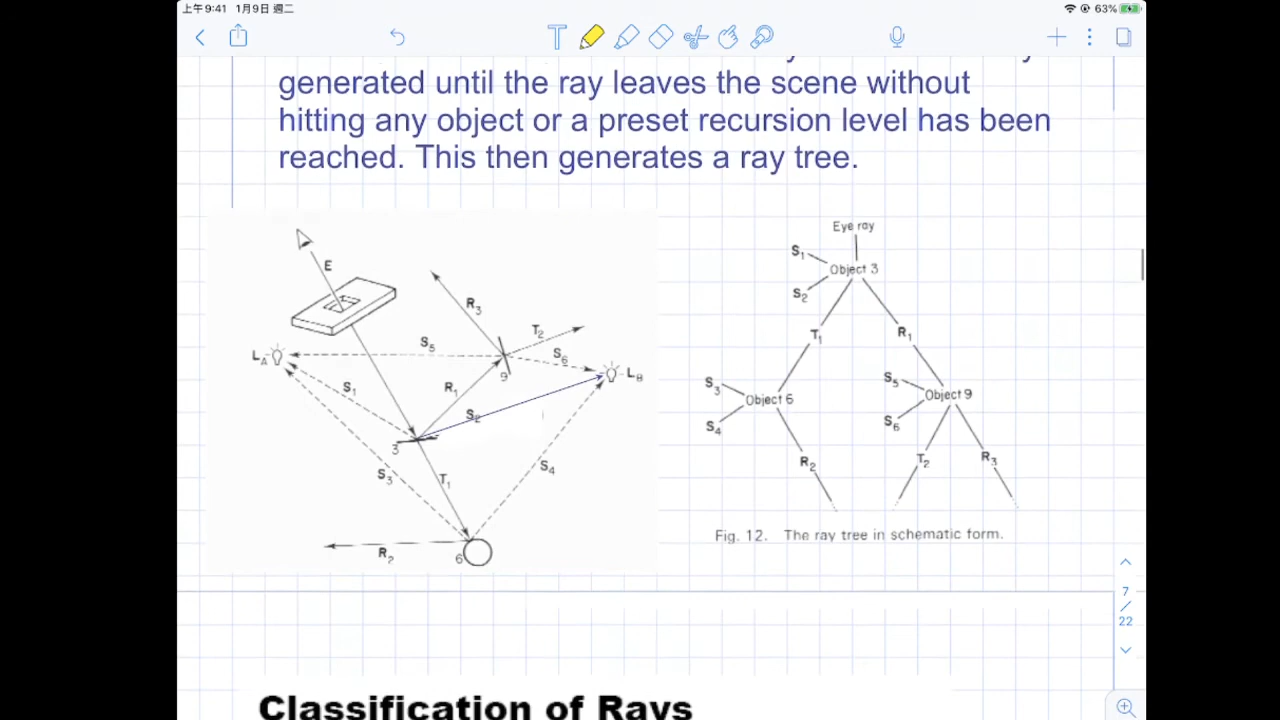 上午9:41 1月9日 週二
63%
generated until the ray leaves the scene without
hitting any object or a preset recursion level has been
reached. This then generates a ray tree.
E
R3
T2
LA
S5
S6
9
LB
S1
R1
S2
3
S3
T1
S4
R2
6
Eye ray
S1
Object 3
S2
T1
R1
S3
Object 6
S4
S5
Object 9
S6
R2
T2
R3
Fig. 12. The ray tree in schematic form.
7
/
22
Classification of Rays